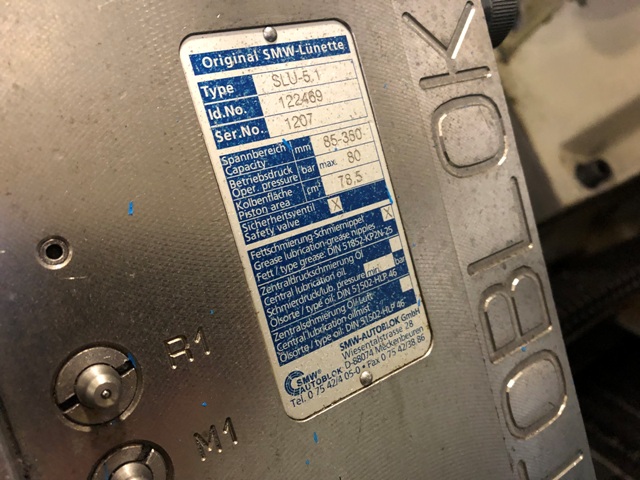 Original SMW-Lünette
Type SLU-5,1
Id.No. 122469
Ser.No. 1207
Spannbereich mm 85-350
Capacity
Betriebsdruck bar max. 80
Oper. pressure
Kolbenfläche cm² 78,5
Piston area
Sicherheitsventil X
Safety valve
Fettschmierung-Schmiernippel X
Grease lubrication-grease nipples
Fett / type grease: DIN 51852-KP2N-25
Zentraldruckschmierung Öl
Central lubrication oil
Schmierdruck/lub. pressure min bar
Ölsorte / type oil: DIN 51502-HLP 46
Zentralschmierung Öl-Luft
Central lubrication oilmist
Ölsorte / type oil: DIN 51502-HLP 46
SMW-AUTOBLOK GmbH
Wiesentalstrasse 28
D-88074 Meckenbeuren
SMW®
AUTOBLOK
Tel. 0 75 42/4 05-0 • Fax 0 75 42/38 86
R1
M1
TOBLOK